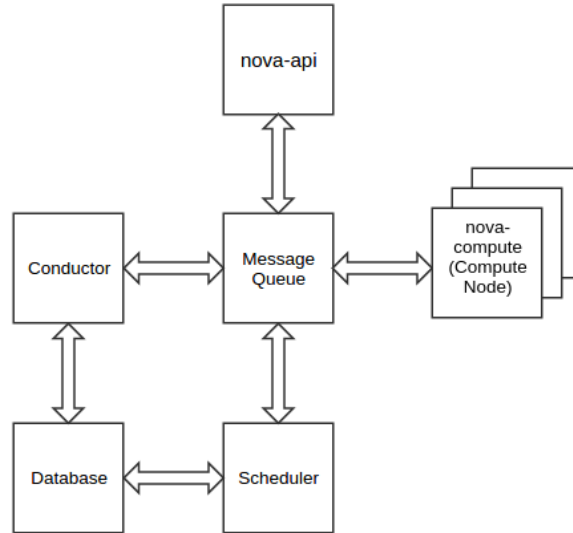 nova-api
Conductor
Message
Queue
nova-
compute
(Compute
Node)
Database
Scheduler